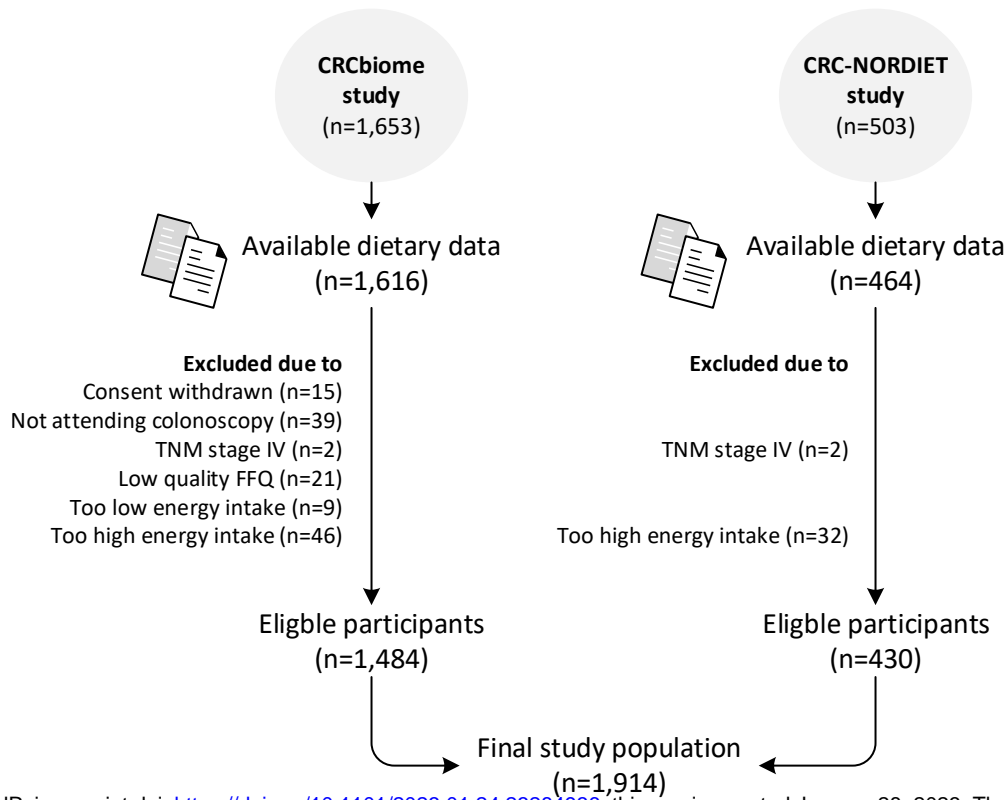 CRCbiome
study
(n=1,653)
CRC-NORDIET
study
(n=503)
Available dietary data
(n=1,616)
Available dietary data
(n=464)
Excluded due to
Consent withdrawn (n=15)
Not attending colonoscopy (n=39)
TNM stage IV (n=2)
Low quality FFQ (n=21)
Too low energy intake (n=9)
Too high energy intake (n=46)
Excluded due to
TNM stage IV (n=2)
Too high energy intake (n=32)
Eligble participants
(n=1,484)
Eligble participants
(n=430)
Final study population
(n=1,914)